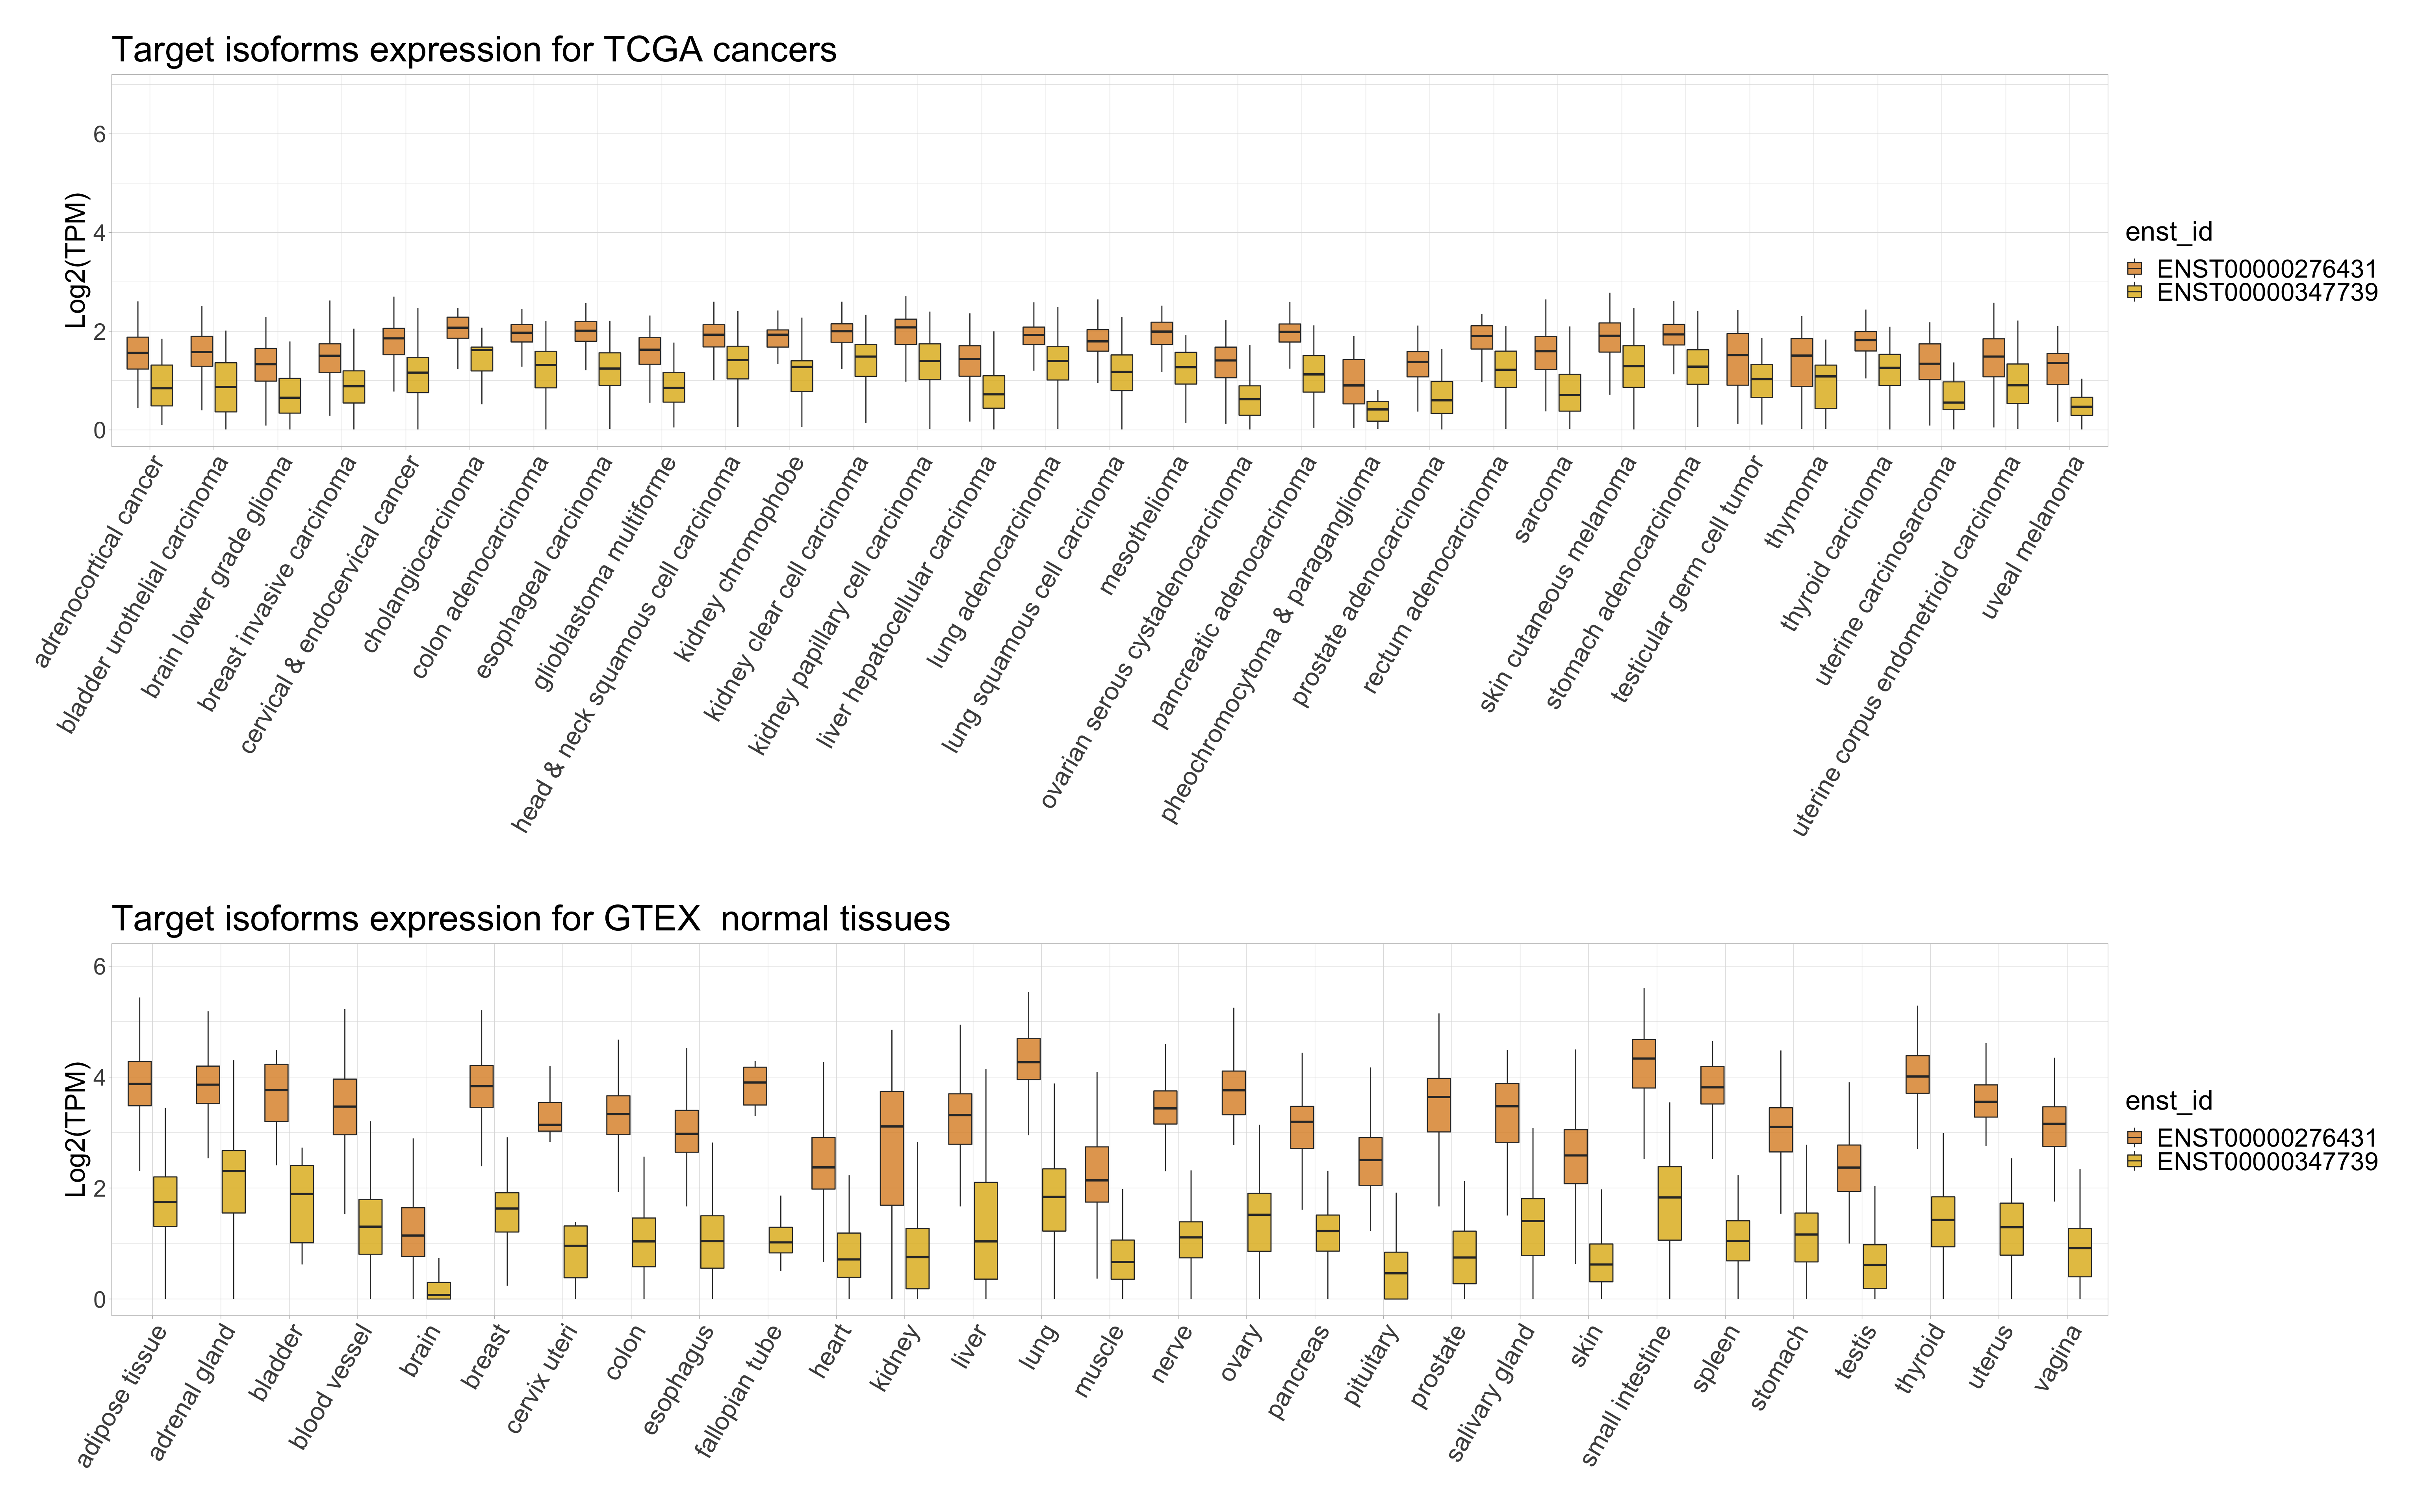 Target isoforms expression for TCGA cancers
Log2(TPM)
6
4
2
0
enst_id
ENST00000276431
ENST00000347739
adrenocortical cancer
bladder urothelial carcinoma
brain lower grade glioma
breast invasive carcinoma
cervical & endocervical cancer
cholangiocarcinoma
colon adenocarcinoma
esophageal carcinoma
glioblastoma multiforme
head & neck squamous cell carcinoma
kidney chromophobe
kidney clear cell carcinoma
kidney papillary cell carcinoma
liver hepatocellular carcinoma
lung adenocarcinoma
lung squamous cell carcinoma
mesothelioma
ovarian serous cystadenocarcinoma
pancreatic adenocarcinoma
pheochromocytoma & paraganglioma
prostate adenocarcinoma
rectum adenocarcinoma
sarcoma
skin cutaneous melanoma
stomach adenocarcinoma
testicular germ cell tumor
thymoma
thyroid carcinoma
uterine carcinosarcoma
uterine corpus endometrioid carcinoma
uveal melanoma
Target isoforms expression for GTEX  normal tissues
Log2(TPM)
6
4
2
0
enst_id
ENST00000276431
ENST00000347739
adipose tissue
adrenal gland
bladder
blood vessel
brain
breast
cervix uteri
colon
esophagus
fallopian tube
heart
kidney
liver
lung
muscle
nerve
ovary
pancreas
pituitary
prostate
salivary gland
skin
small intestine
spleen
stomach
testis
thyroid
uterus
vagina